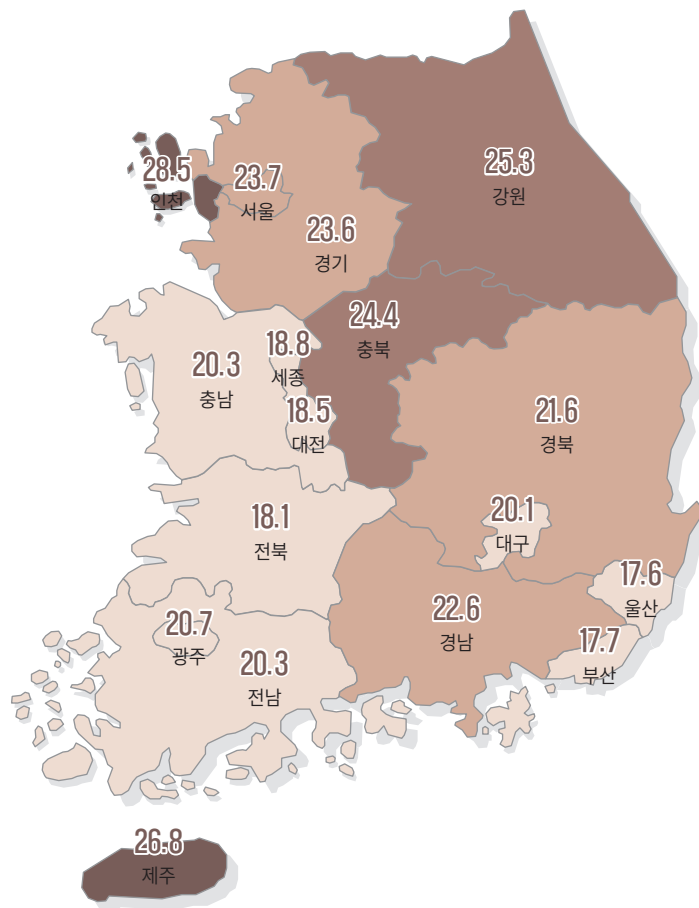 25.3
강원
28.5
인천
23.7
서울
23.6
경기
24.4
충북
18.8
세종
20.3
충남
18.5
대전
21.6
경북
18.1
전북
20.1
대구
17.6
울산
22.6
경남
17.7
부산
20.7
광주
20.3
전남
26.8
제주